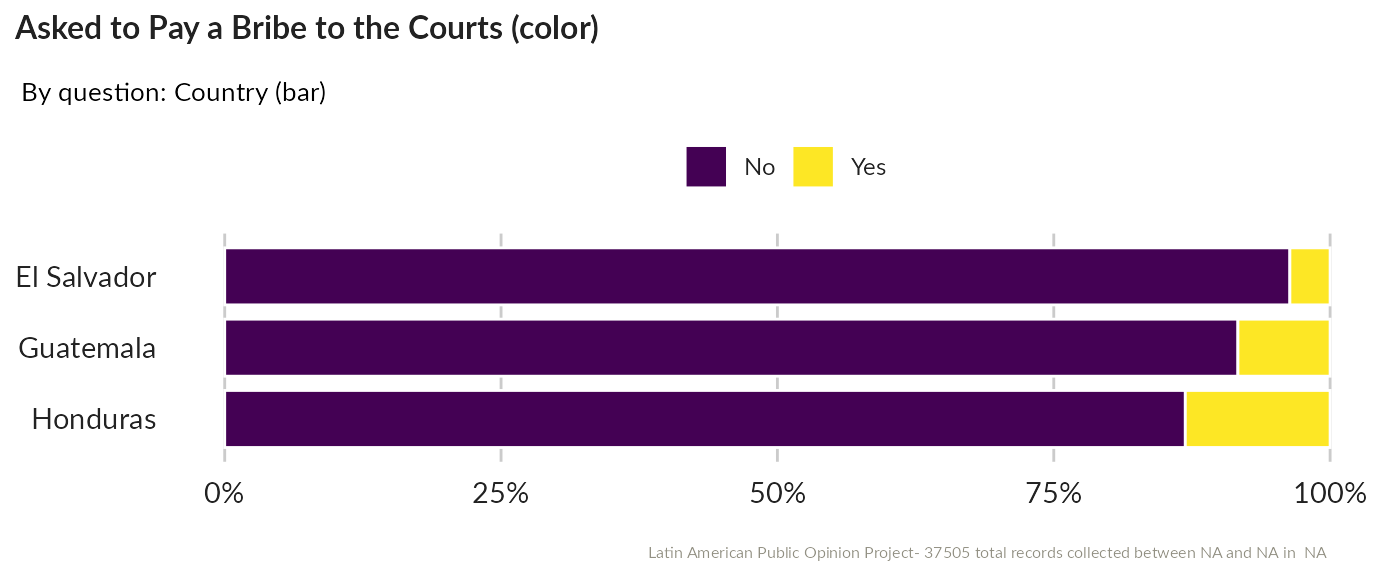 Asked to Pay a Bribe to the Courts (color)
By question: Country (bar)
No Yes
El Salvador
Guatemala
Honduras
0% 25% 50% 75% 100%
Latin American Public Opinion Project- 37505 total records collected between NA and NA in  NA